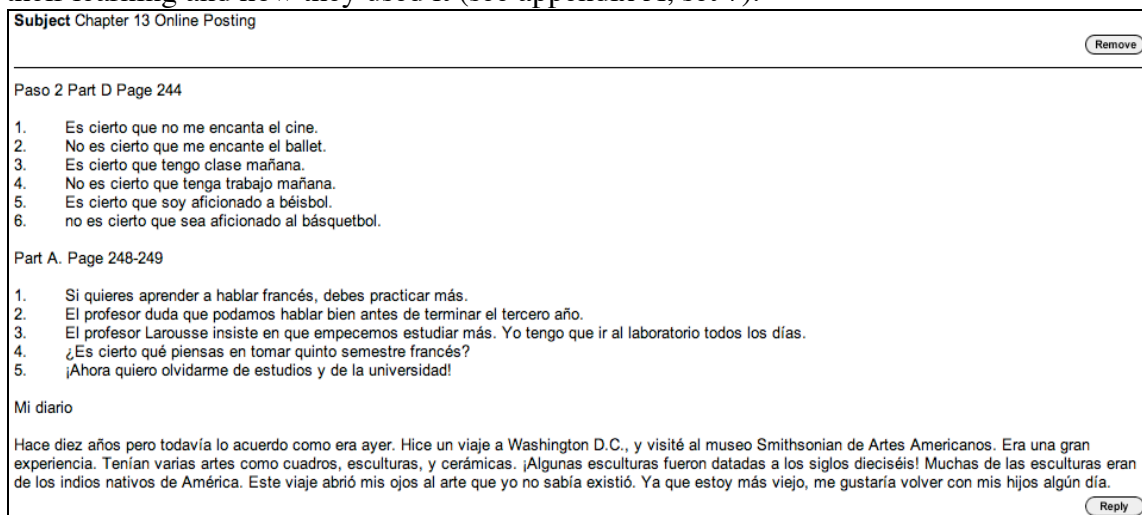 their learning and how they used it (see appendix 1, set 7).
Subject Chapter 13 Online Posting
Remove
Paso 2 Part D Page 244
1. Es cierto que no me encanta el cine.
2. No es cierto que me encante el ballet.
3. Es cierto que tengo clase mañana.
4. No es cierto que tenga trabajo mañana.
5. Es cierto que soy aficionado a béisbol.
6. no es cierto que sea aficionado al básquetbol.
Part A. Page 248-249
1. Si quieres aprender a hablar francés, debes practicar más.
2. El profesor duda que podamos hablar bien antes de terminar el tercero año.
3. El profesor Larousse insiste en que empecemos estudiar más. Yo tengo que ir al laboratorio todos los días.
4. ¿Es cierto qué piensas en tomar quinto semestre francés?
5. ¡Ahora quiero olvidarme de estudios y de la universidad!
Mi diario
Hace diez años pero todavía lo acuerdo como era ayer. Hice un viaje a Washington D.C., y visité al museo Smithsonian de Artes Americanos. Era una gran
experiencia. Tenían varias artes como cuadros, esculturas, y cerámicas. ¡Algunas esculturas fueron datadas a los siglos dieciséis! Muchas de las esculturas eran
de los indios nativos de América. Este viaje abrió mis ojos al arte que yo no sabía existió. Ya que estoy más viejo, me gustaría volver con mis hijos algún día.
Reply